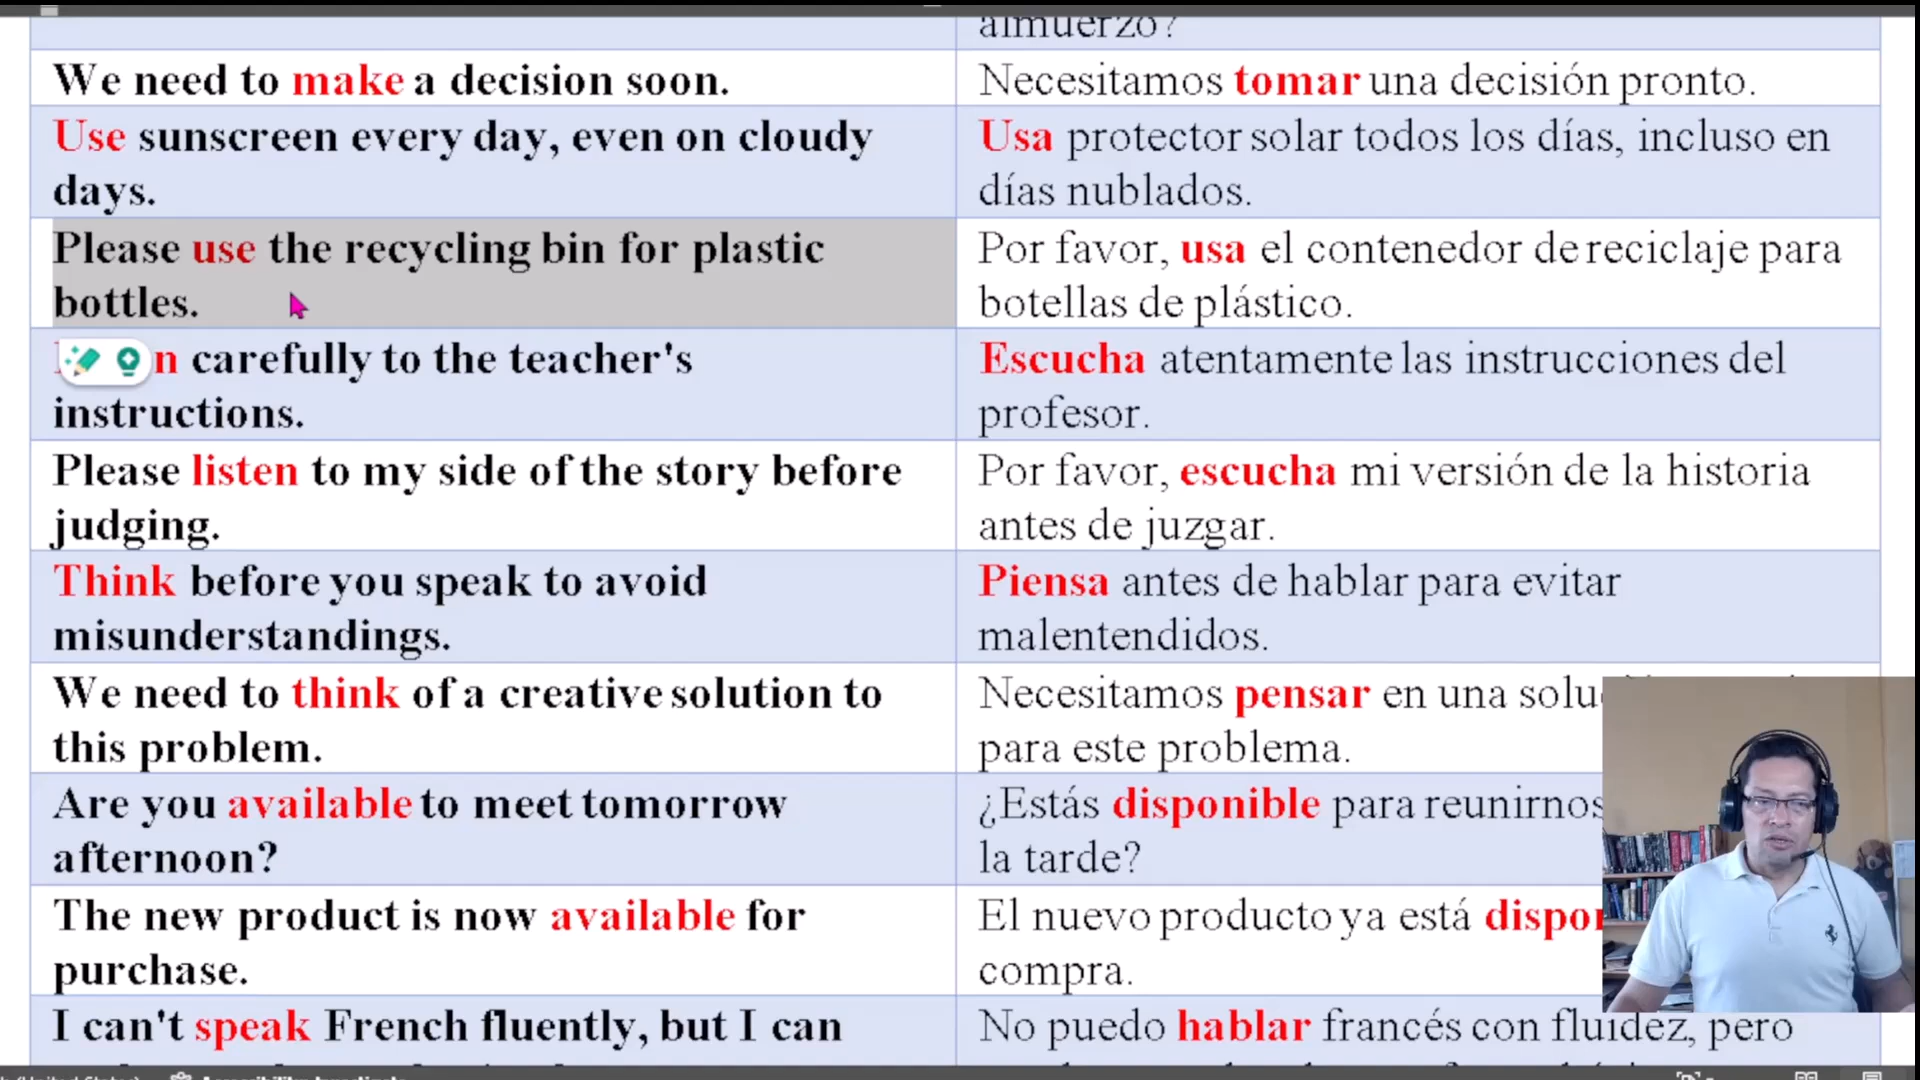 almuerzo?
We need to make a decision soon.
Necesitamos tomar una decisión pronto.
Use sunscreen every day, even on cloudy
days.
Usa protector solar todos los días, incluso en
días nublados.
Please use the recycling bin for plastic
bottles.
Por favor, usa el contenedor de reciclaje para
botellas de plástico.
carefully to the teacher's
instructions.
Escucha atentamente las instrucciones del
profesor.
Please listen to my side of the story before
judging.
Por favor, escucha mi versión de la historia
antes de juzgar.
Think before you speak to avoid
misunderstandings.
Piensa antes de hablar para evitar
malentendidos.
We need to think of a creative solution to
this problem.
Necesitamos pensar en una
para este problema.
Are you available to meet tomorrow
afternoon?
¿Estás disponible para reunirnos
la tarde?
The new product is now available for
purchase.
El nuevo producto ya está
compra.
I can't speak French fluently, but I can
No puedo hablar francés con fluidez, pero